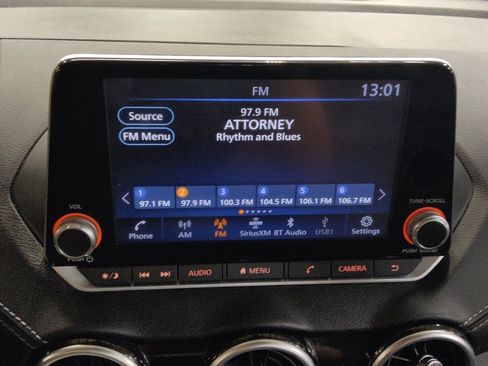 FM
13:01
Source
97.9 FM
ATTORNEY
FM Menu
Rhythm and Blues
1 2 3 4 5 6
97.1 FM 97.9 FM 100.3 FM 104.5 FM 106.1 FM 106.7 FM
VOL
TUNE•SCROLL
Phone AM FM SiriusXM BT Audio USB1 Settings
PUSH
PUSH SOUND
AUDIO
MENU
CAMERA